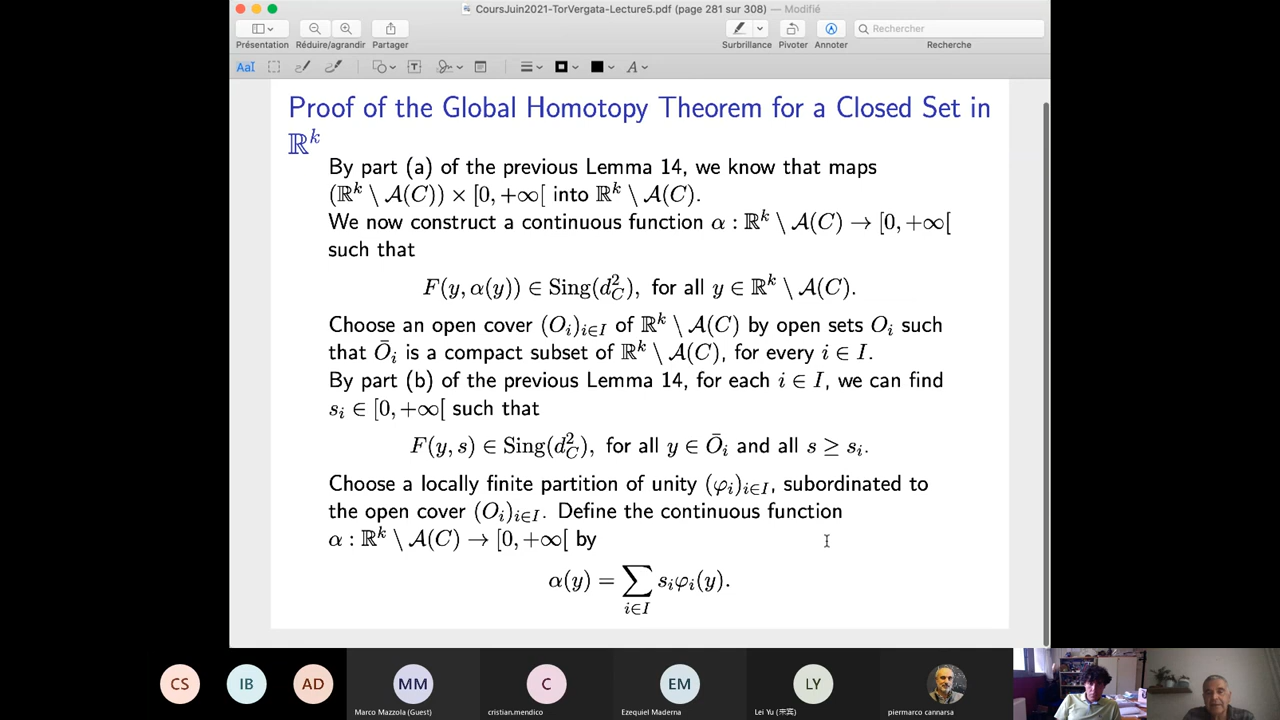 CoursJuin2021-TorVergata-Lecture5.pdf (page 281 sur 308) — Modifié
Présentation Réduire/agrandir Partager Surbrillance Pivoter Annoter Rechercher Recherche
Proof of the Global Homotopy Theorem for a Closed Set in
ℝ^k
By part (a) of the previous Lemma 14, we know that maps
(ℝ^k \ 𝒜(C)) × [0, +∞[ into ℝ^k \ 𝒜(C).
We now construct a continuous function α : ℝ^k \ 𝒜(C) → [0, +∞[
such that
F(y, α(y)) ∈ Sing(d_C^2), for all y ∈ ℝ^k \ 𝒜(C).
Choose an open cover (O_i)_{i∈I} of ℝ^k \ 𝒜(C) by open sets O_i such
that Ō_i is a compact subset of ℝ^k \ 𝒜(C), for every i ∈ I.
By part (b) of the previous Lemma 14, for each i ∈ I, we can find
s_i ∈ [0, +∞[ such that
F(y, s) ∈ Sing(d_C^2), for all y ∈ Ō_i and all s ≥ s_i.
Choose a locally finite partition of unity (φ_i)_{i∈I}, subordinated to
the open cover (O_i)_{i∈I}. Define the continuous function
α : ℝ^k \ 𝒜(C) → [0, +∞[ by
α(y) = ∑_{i∈I} s_i φ_i(y).
CS IB AD MM C EM LY
Marco Mazzola (Guest) cristian.mendico Ezequiel Maderna Lei Yu (来宾) piermarco cannarsa